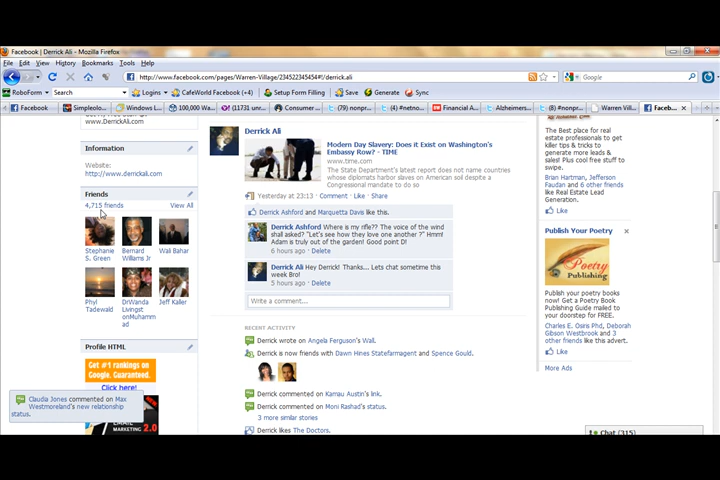 Facebook | Derrick Ali - Mozilla Firefox
File Edit View History Bookmarks Tools Help
http://www.facebook.com/pages/Warren-Village/234522345454#!/derrick.ali
Google
RoboForm Search Logins CafeWorld Facebook (+4) Setup Form Filling Save Generate Sync
Facebook Simpleolo... Windows L... 100,000 Wa... (11731 unr... Consumer ... (79) #nonpr... (4) #netno... Financial A... Alzheimers... (8) #nonpr... Warren Vil... Faceb...
www.DerrickAli.com
Information
Website:
http://www.derrickali.com
Friends
4,715 friends View All
Stephanie S. Green
Bernard Williams Jr
Wali Bahar
Phyl Tadewald
DrWanda Livingst onMuhamm ad
Jeff Kaller
Profile HTML
Get #1 rankings on
Google. Guaranteed.
Click here!
EMAIL
MARKETING 2.0
Claudia Jones commented on Max
Westmoreland's new relationship
status.
Derrick Ali
Modern Day Slavery: Does it Exist on Washington's
Embassy Row? - TIME
www.time.com
The State Department's latest report does not name countries
whose diplomats harbor slaves on American soil despite a
Congressional mandate to do so
Yesterday at 23:13 · Comment · Like · Share
Derrick Ashford and Marquetta Davis like this.
Derrick Ashford Where is my rifle?? The voice of the wind
shall asked? "Let's see how they love one another ?" Hmm!
Adam is truly out of the garden! Good point D!
6 hours ago · Delete
Derrick Ali Hey Derrick! Thanks... Lets chat sometime this
week Bro!
5 hours ago · Delete
Write a comment...
RECENT ACTIVITY
Derrick wrote on Angela Ferguson's Wall.
Derrick is now friends with Dawn Hines Statefarmagent and Spence Gould.
Derrick commented on Kamau Austin's link.
Derrick commented on Moni Rashad's status.
3 more similar stories
Derrick likes The Doctors.
The Best place for real
estate professionals to get
killer tips & tricks to
generate more leads &
sales! Plus cool free stuff to
swipe.
Brian Hartman, Jefferson
Faudan and 6 other friends
like Real Estate Lead
Generation.
Like
Publish Your Poetry
Poetry
Publishing
Publish your poetry books
now! Get a Poetry Book
Publishing Guide mailed to
your doorstep for FREE.
Charles E. Osiris Phd, Deborah
Gibson Westbrook and 3
other friends like this advert.
Like
More Ads
Chat (315)